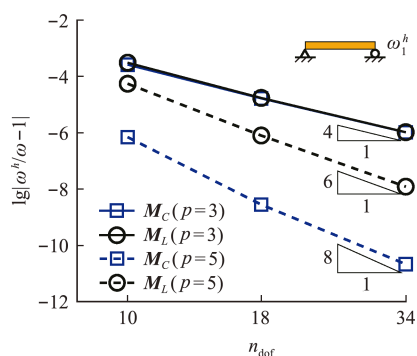 -2
-4
-6
-8
-10
-12
lg|ω^h/ω−1|
ω₁^h
4
1
6
1
8
1
M_C(p=3)
M_L(p=3)
M_C(p=5)
M_L(p=5)
10
18
34
n_dof